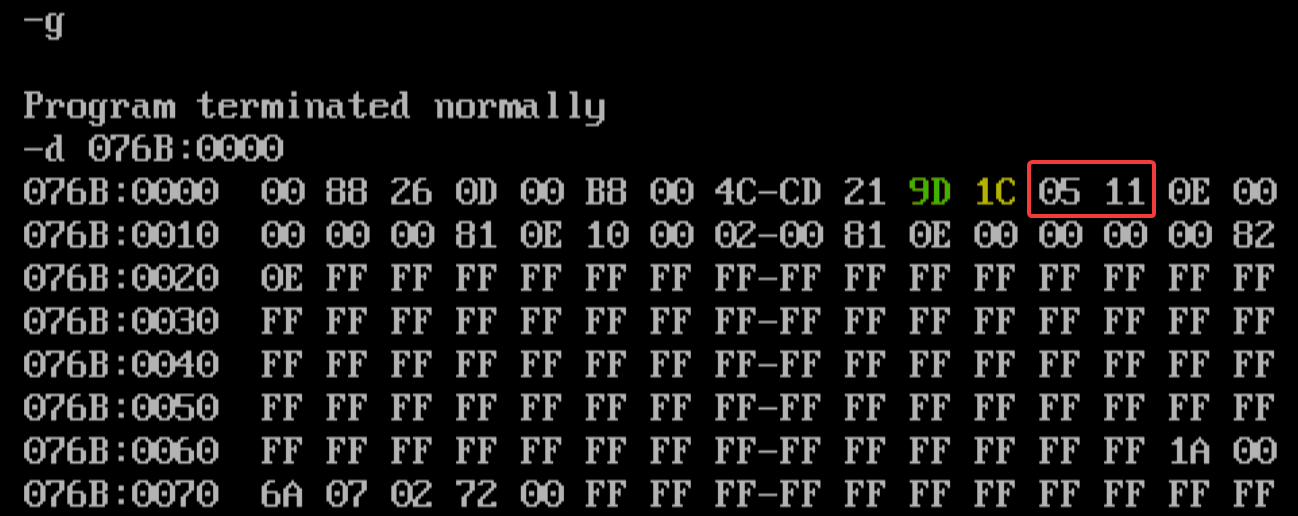 -g
Program terminated normally
-d 076B:0000
076B:0000 00 88 26 0D 00 B8 00 4C-CD 21 9D 1C 05 11 0E 00
076B:0010 00 00 00 81 0E 10 00 02-00 81 0E 00 00 00 00 82
076B:0020 0E FF FF FF FF FF FF FF-FF FF FF FF FF FF FF FF
076B:0030 FF FF FF FF FF FF FF FF-FF FF FF FF FF FF FF FF
076B:0040 FF FF FF FF FF FF FF FF-FF FF FF FF FF FF FF FF
076B:0050 FF FF FF FF FF FF FF FF-FF FF FF FF FF FF FF FF
076B:0060 FF FF FF FF FF FF FF FF-FF FF FF FF FF FF 1A 00
076B:0070 6A 07 02 72 00 FF FF FF-FF FF FF FF FF FF FF FF